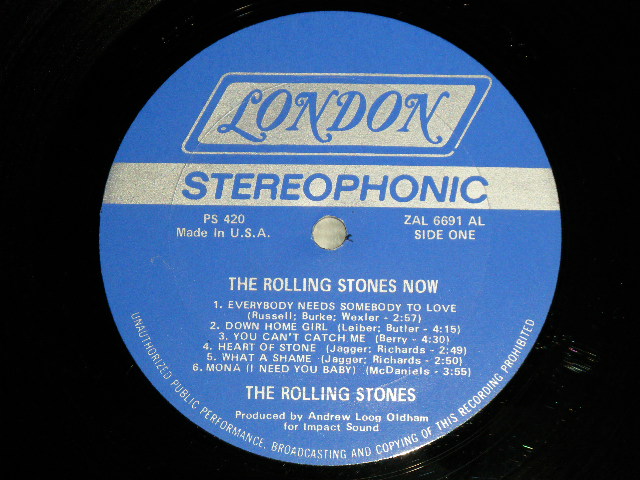 LONDON
STEREOPHONIC
PS 420
Made In U.S.A.
ZAL 6691 AL
SIDE ONE
THE ROLLING STONES NOW
1. EVERYBODY NEEDS SOMEBODY TO LOVE
(Russell; Burke; Wexler - 2:57)
2. DOWN HOME GIRL (Leiber; Butler - 4:15)
3. YOU CAN'T CATCH ME (Berry - 4:30)
4. HEART OF STONE (Jagger; Richards - 2:49)
5. WHAT A SHAME (Jagger; Richards - 2:50)
6. MONA (I NEED YOU BABY) (McDaniels - 3:55)
THE ROLLING STONES
Produced by Andrew Loog Oldham
for Impact Sound
UNAUTHORIZED PUBLIC PERFORMANCE, BROADCASTING AND COPYING OF THIS RECORDING PROHIBITED